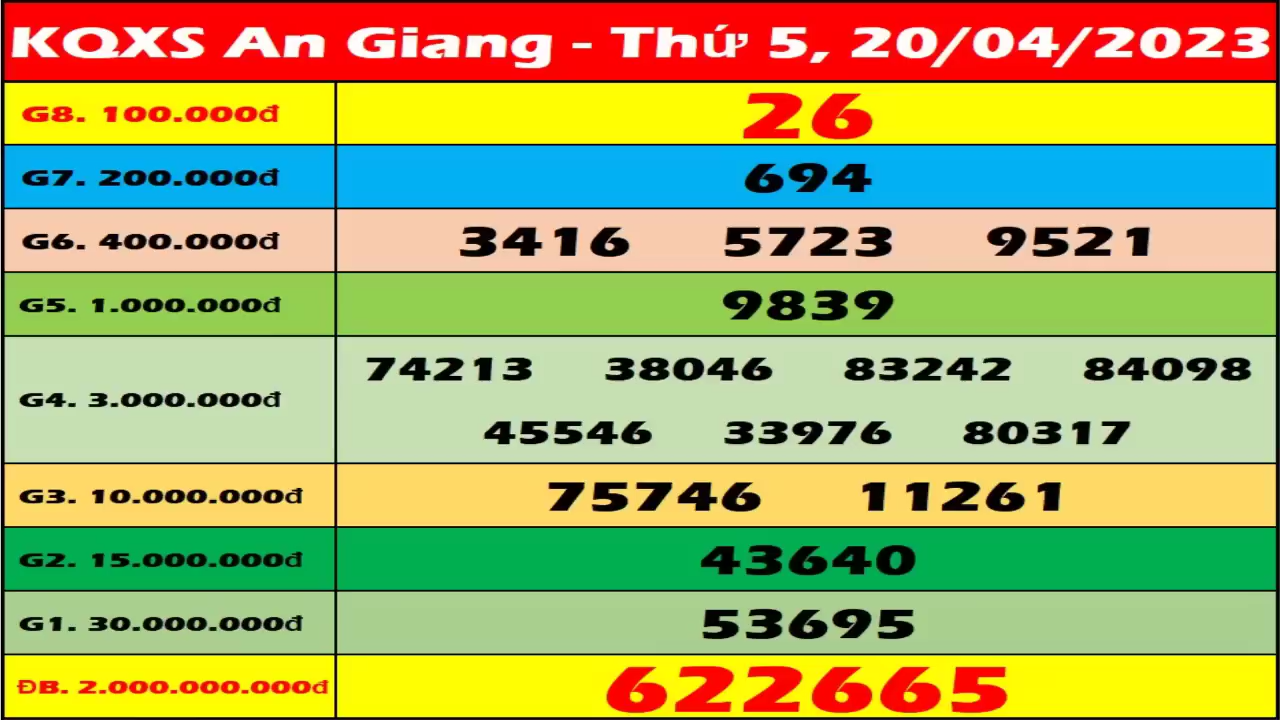 KQXS An Giang - Thứ 5, 20/04/2023
G8. 100.000đ 26
G7. 200.000đ 694
G6. 400.000đ 3416 5723 9521
G5. 1.000.000đ 9839
G4. 3.000.000đ 74213 38046 83242 84098
45546 33976 80317
G3. 10.000.000đ 75746 11261
G2. 15.000.000đ 43640
G1. 30.000.000đ 53695
ĐB. 2.000.000.000đ 622665